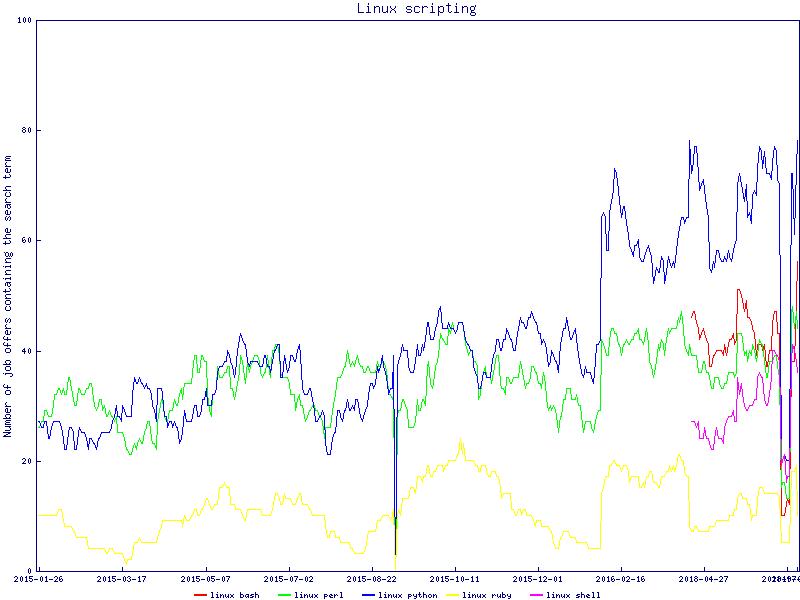 Linux scripting
100
80
60
40
20
0
Number of job offers containing the search term
2015-01-26 2015-03-17 2015-05-07 2015-07-02 2015-08-22 2015-10-11 2015-12-01 2016-02-16 2018-04-27
linux bash linux perl linux python linux ruby linux shell